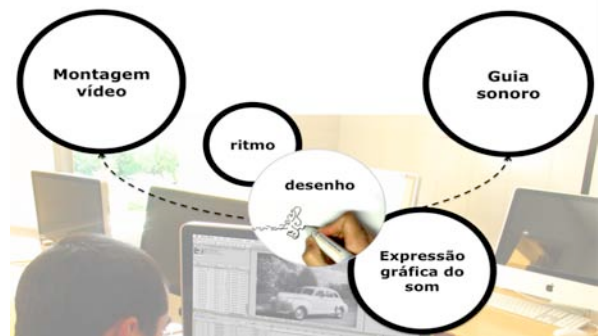 Montagem
vídeo
Guia
sonoro
ritmo
desenho
Expressão
gráfica do
som